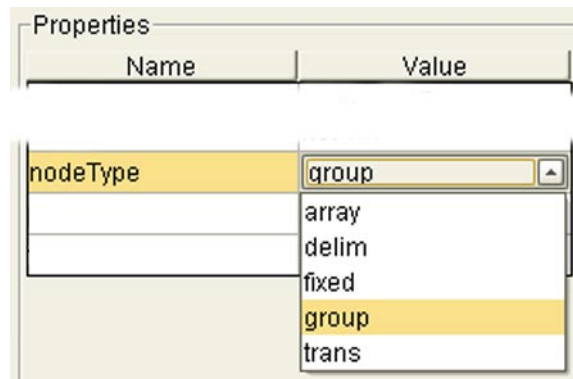 Properties
Name Value
nodeType group
array
delim
fixed
group
trans